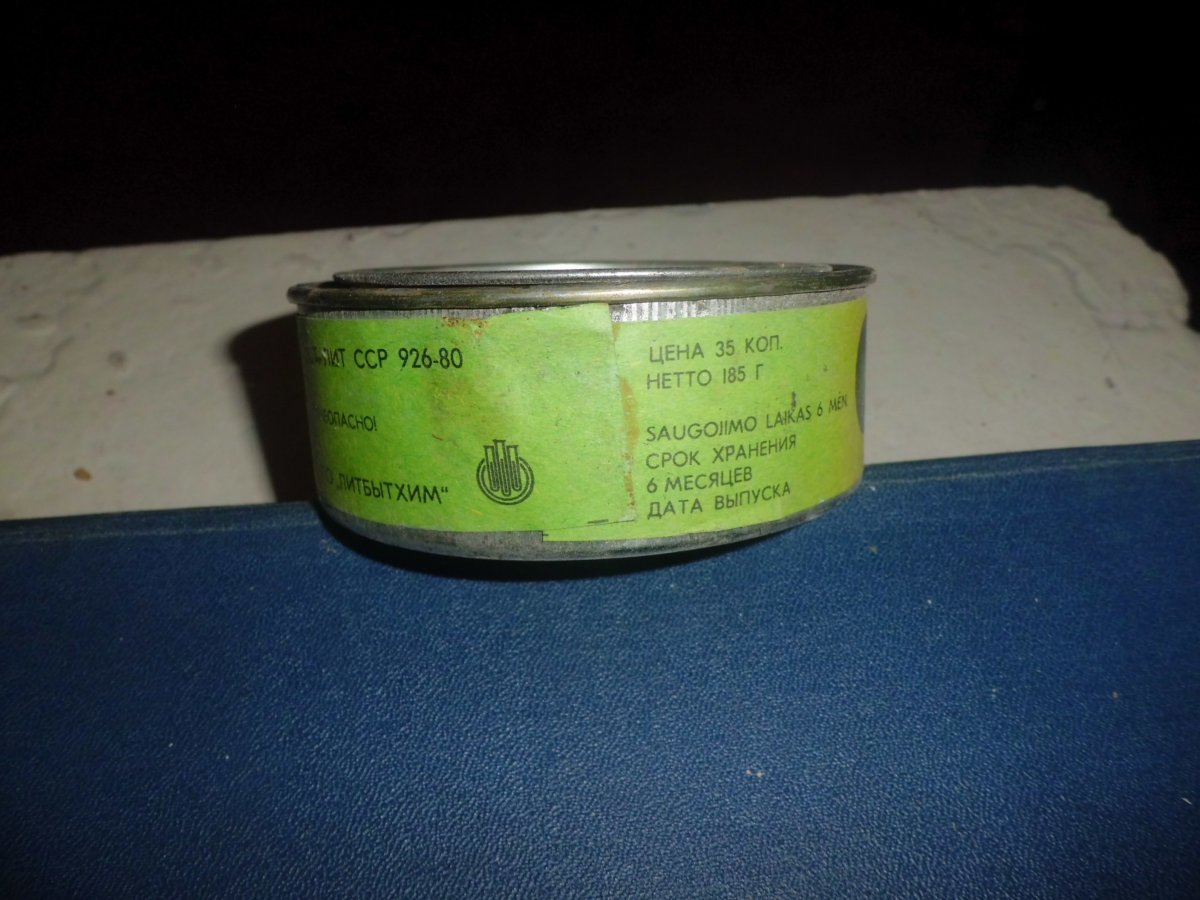 ЛИТ ССР 926-80
ОПАСНО!
„ЛИТБЫТХИМ“
ЦЕНА 35 КОП.
НЕТТО 185 Г
SAUGOJIMO LAIKAS 6 MĖN.
СРОК ХРАНЕНИЯ
6 МЕСЯЦЕВ
ДАТА ВЫПУСКА